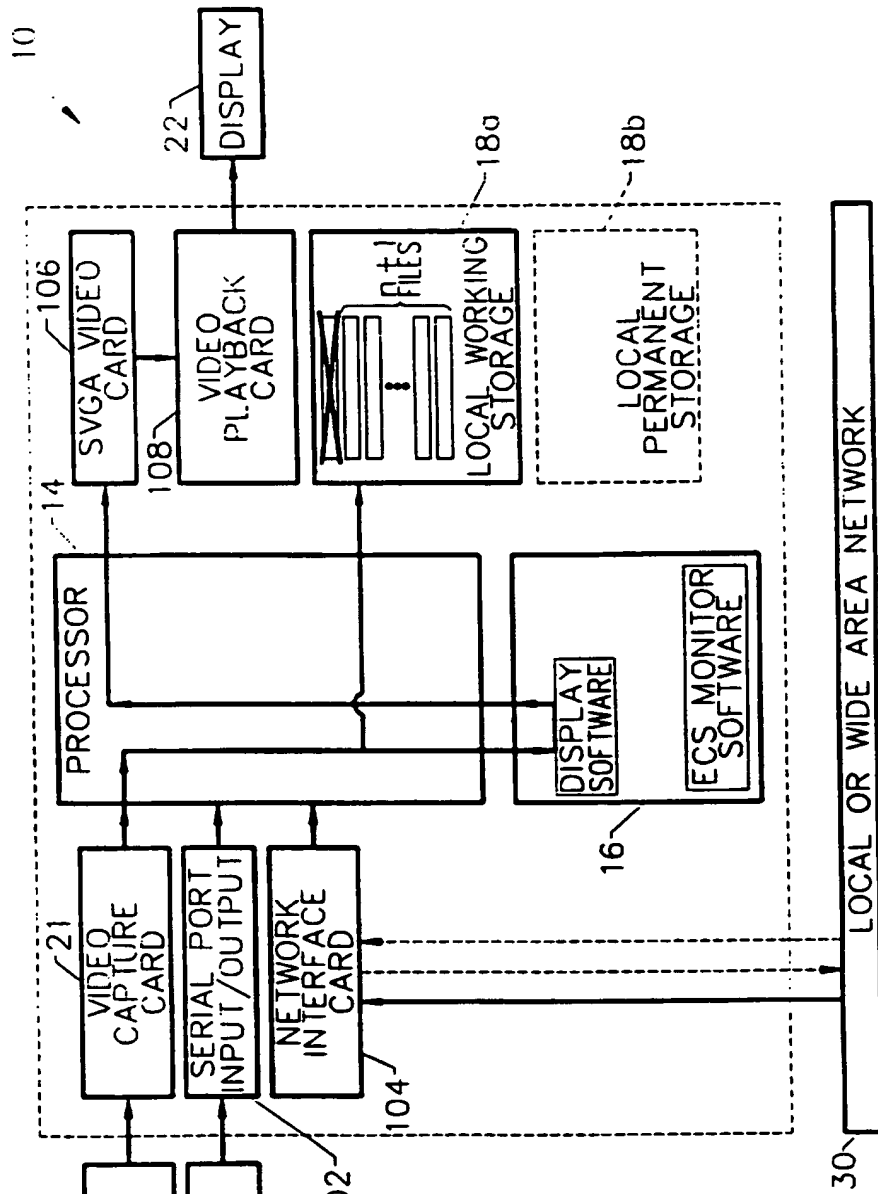 10
22
DISPLAY
106
SVGA VIDEO
CARD
108
VIDEO
PLAYBACK
CARD
n+1
FILES
LOCAL WORKING
STORAGE
18a
LOCAL
PERMANENT
STORAGE
18b
14
PROCESSOR
DISPLAY
SOFTWARE
ECS MONITOR
SOFTWARE
16
21
VIDEO
CAPTURE
CARD
SERIAL PORT
INPUT/OUTPUT
NETWORK
INTERFACE
CARD
104
02
LOCAL OR WIDE AREA NETWORK
30